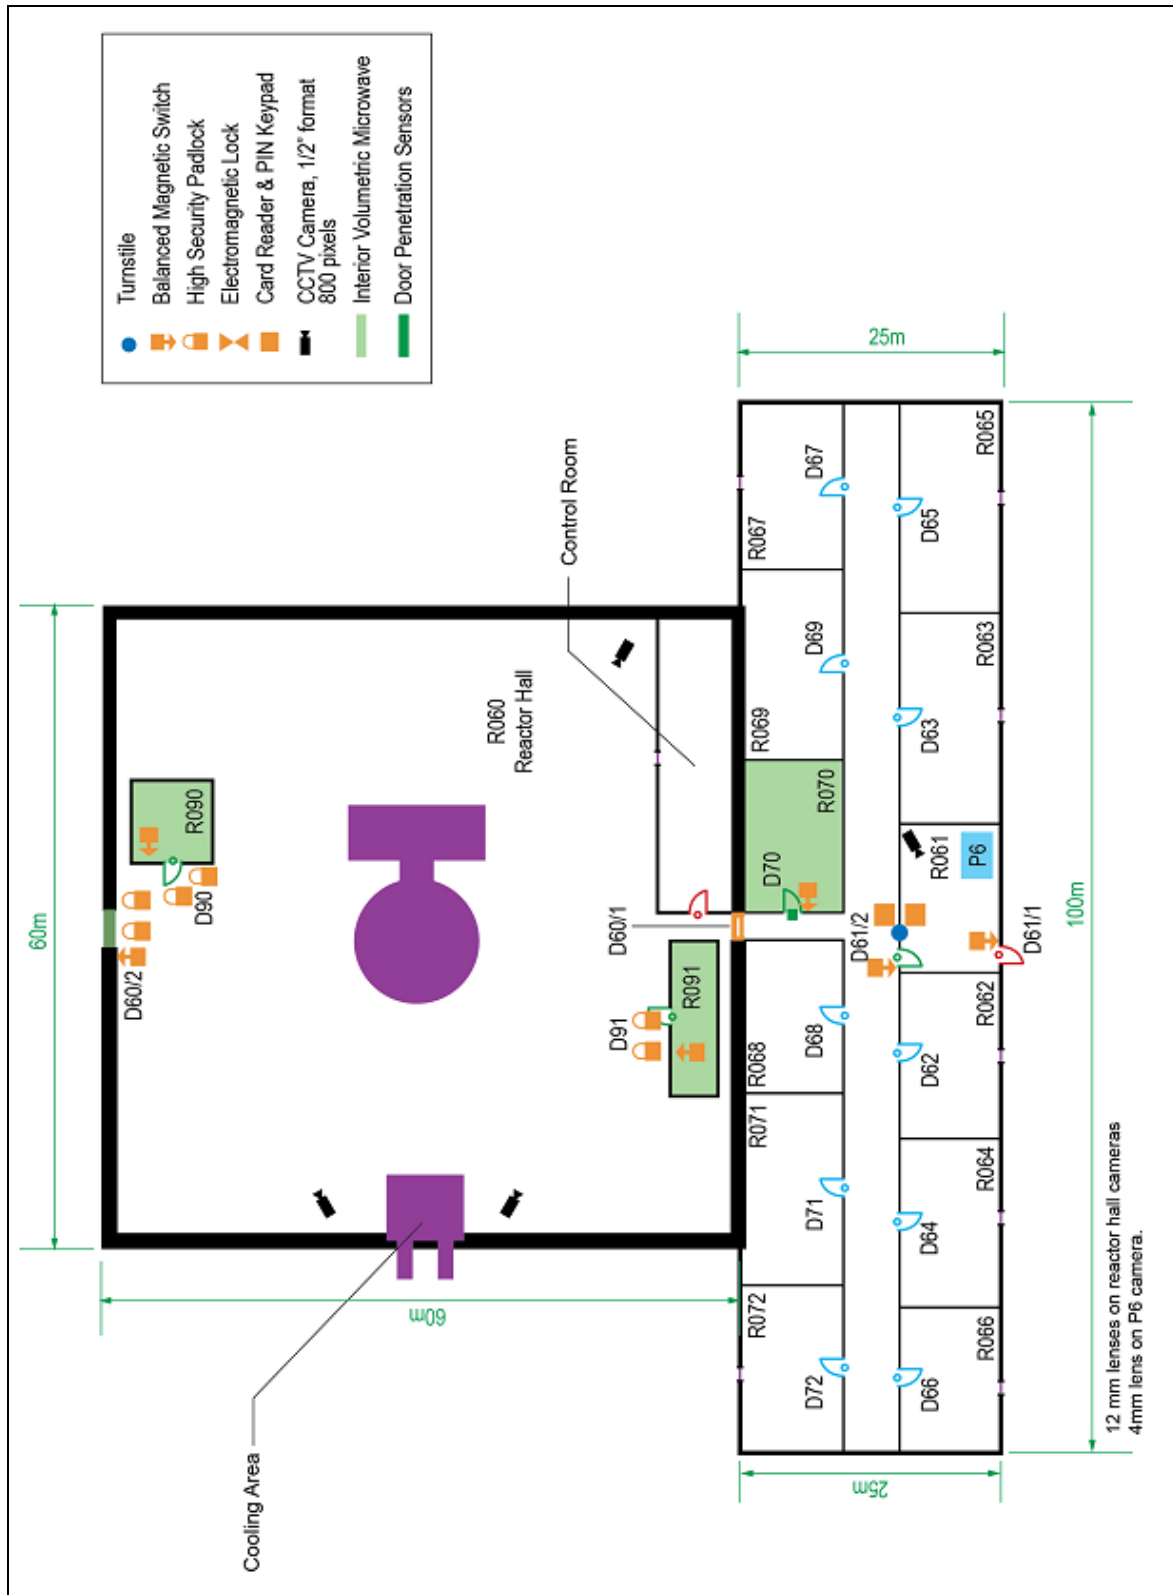 Turnstile
Balanced Magnetic Switch
High Security Padlock
Electromagnetic Lock
Card Reader & PIN Keypad
CCTV Camera, 1/2" format
800 pixels
Interior Volumetric Microwave
Door Penetration Sensors
60m
60m
Cooling Area
Control Room
R060
Reactor Hall
R090
D90
D60/2
D60/1
D91
R091
25m
25m
100m
R072
R071
R068
R070
R069
R067
D72
D71
D68
D70
D69
D67
D66
D64
D62
D61/2
D63
D65
R066
R064
R062
R061
P6
R063
R065
D61/1
12 mm lenses on reactor hall cameras
4mm lens on P6 camera.